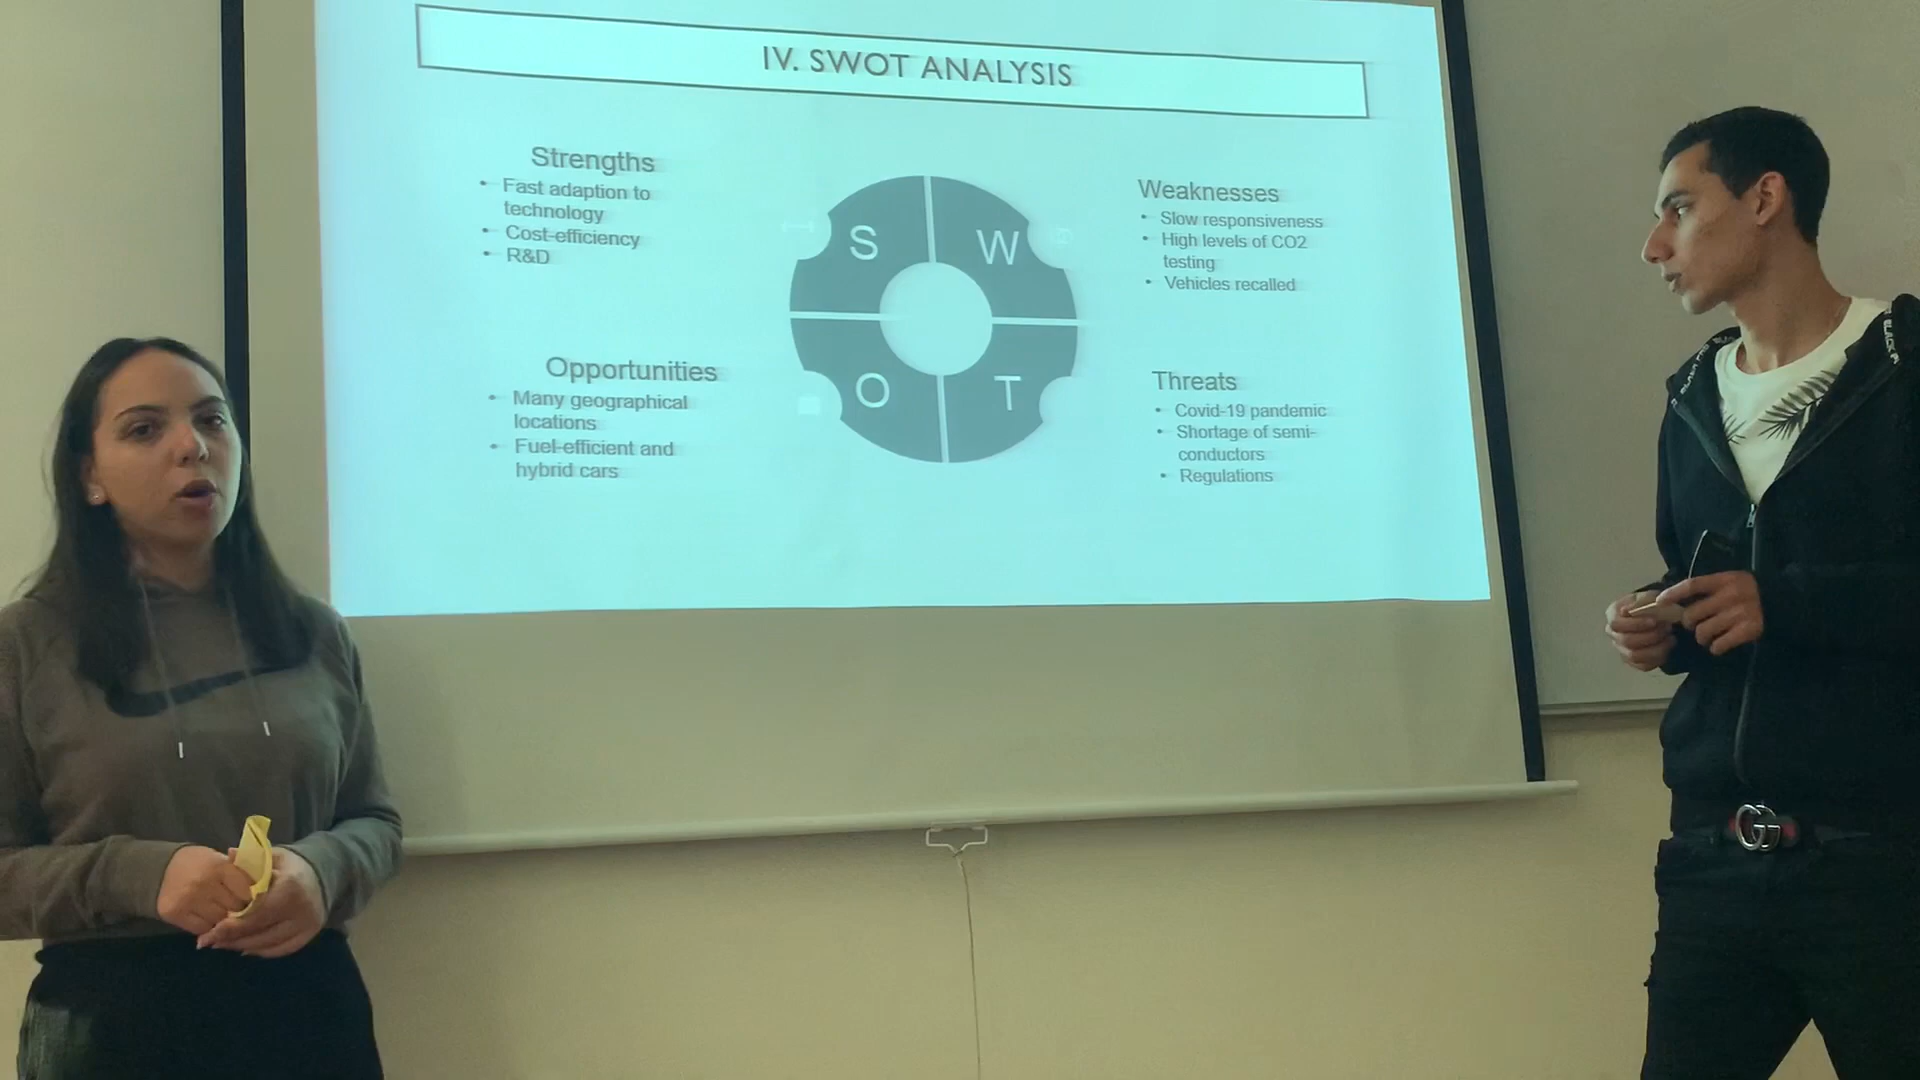 IV. SWOT ANALYSIS
Strengths
• Fast adaption to
technology
• Cost-efficiency
• R&D
Weaknesses
• Slow responsiveness
• High levels of CO2
testing
• Vehicles recalled
S
W
O
T
Opportunities
• Many geographical
locations
• Fuel-efficient and
hybrid cars
Threats
• Covid-19 pandemic
• Shortage of semi-
conductors
• Regulations